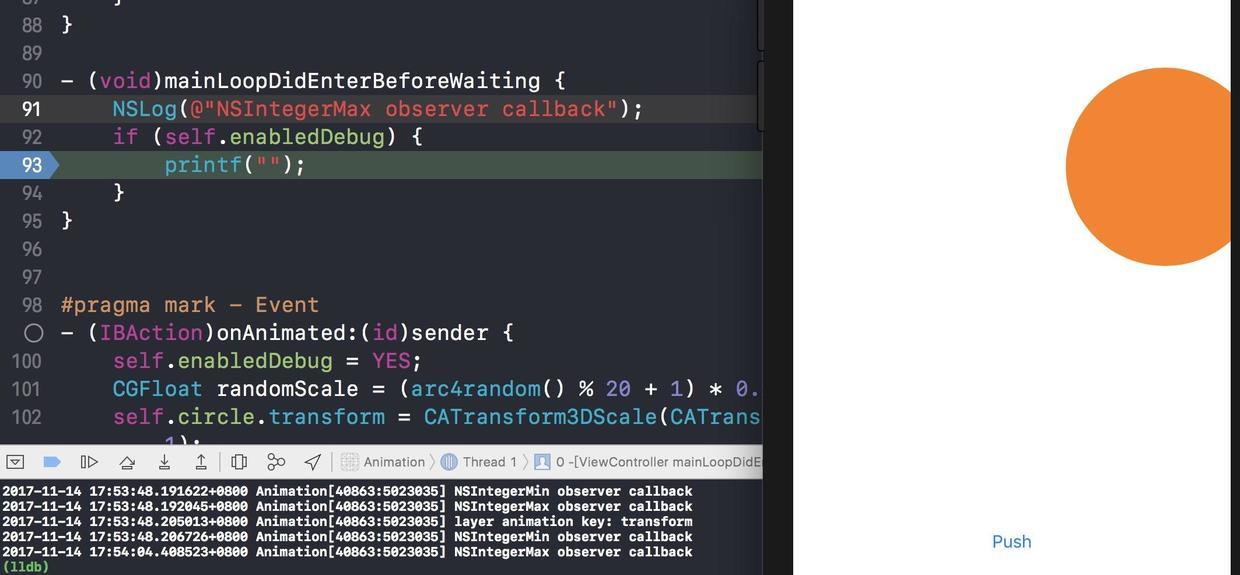 88 }
89
90 - (void)mainLoopDidEnterBeforeWaiting {
91 NSLog(@"NSIntegerMax observer callback");
92 if (self.enabledDebug) {
93 printf("");
94 }
95 }
96
97
98 #pragma mark - Event
- (IBAction)onAnimated:(id)sender {
100 self.enabledDebug = YES;
101 CGFloat randomScale = (arc4random() % 20 + 1) * 0.
102 self.circle.transform = CATransform3DScale(CATrans
1);
Animation Thread 1 0 -[ViewController mainLoopDidEn
2017-11-14 17:53:48.191622+0800 Animation[40863:5023035] NSIntegerMin observer callback
2017-11-14 17:53:48.192045+0800 Animation[40863:5023035] NSIntegerMax observer callback
2017-11-14 17:53:48.205013+0800 Animation[40863:5023035] layer animation key: transform
2017-11-14 17:53:48.206726+0800 Animation[40863:5023035] NSIntegerMin observer callback
2017-11-14 17:54:04.408523+0800 Animation[40863:5023035] NSIntegerMax observer callback
(lldb)
Push